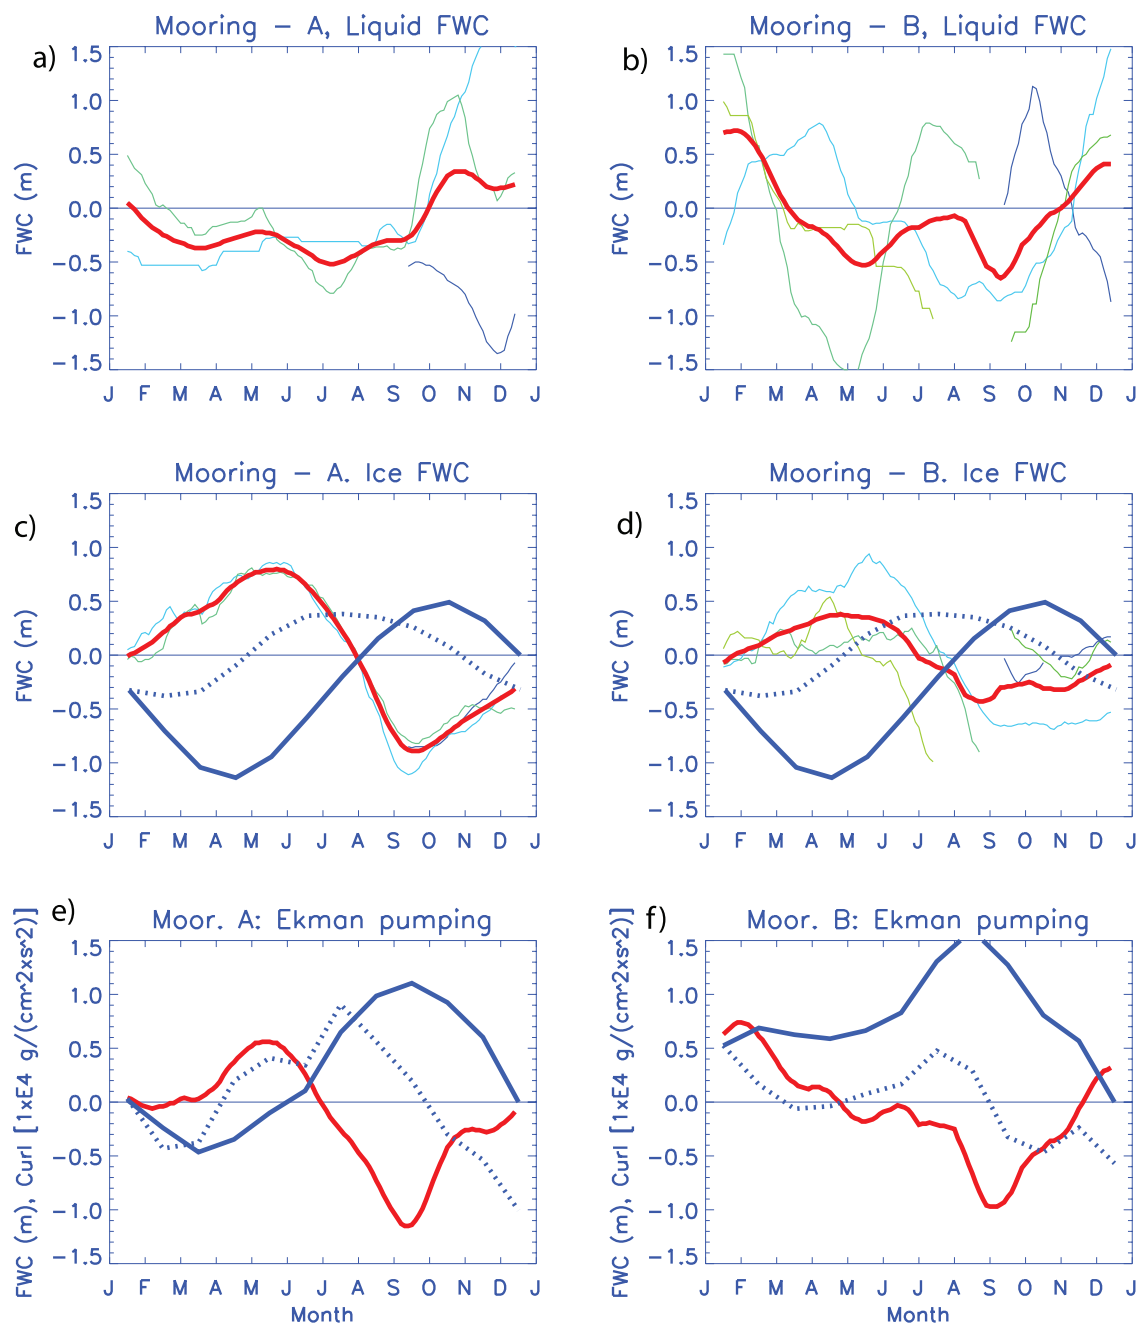 a)
Mooring − A, Liquid FWC
FWC (m)
1.5
1.0
0.5
0.0
−0.5
−1.0
−1.5
J F M A M J J A S O N D J
b)
Mooring − B, Liquid FWC
FWC (m)
1.5
1.0
0.5
0.0
−0.5
−1.0
−1.5
J F M A M J J A S O N D J
c)
Mooring − A. Ice FWC
FWC (m)
1.5
1.0
0.5
0.0
−0.5
−1.0
−1.5
J F M A M J J A S O N D J
d)
Mooring − B. Ice FWC
FWC (m)
1.5
1.0
0.5
0.0
−0.5
−1.0
−1.5
J F M A M J J A S O N D J
e)
Moor. A: Ekman pumping
FWC (m), Curl [1xE4 g/(cm^2xs^2)]
1.5
1.0
0.5
0.0
−0.5
−1.0
−1.5
J F M A M J J A S O N D J
Month
f)
Moor. B: Ekman pumping
FWC (m), Curl [1xE4 g/(cm^2xs^2)]
1.5
1.0
0.5
0.0
−0.5
−1.0
−1.5
J F M A M J J A S O N D J
Month